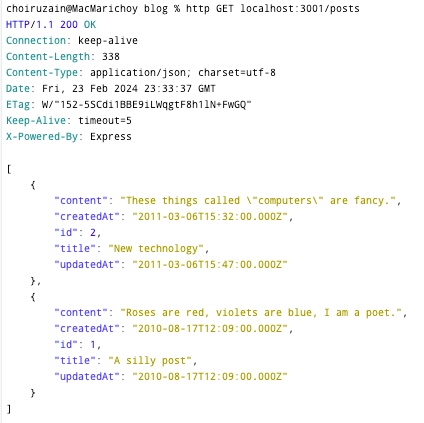 choiruzain@MacMarichoy blog % http GET localhost:3001/posts
HTTP/1.1 200 OK
Connection: keep-alive
Content-Length: 338
Content-Type: application/json; charset=utf-8
Date: Fri, 23 Feb 2024 23:33:37 GMT
ETag: W/"152-5SCdi1BBE9iLWqgtF8h1lN+FwGQ"
Keep-Alive: timeout=5
X-Powered-By: Express
[
{
"content": "These things called \"computers\" are fancy.",
"createdAt": "2011-03-06T15:32:00.000Z",
"id": 2,
"title": "New technology",
"updatedAt": "2011-03-06T15:47:00.000Z"
},
{
"content": "Roses are red, violets are blue, I am a poet.",
"createdAt": "2010-08-17T12:09:00.000Z",
"id": 1,
"title": "A silly post",
"updatedAt": "2010-08-17T12:09:00.000Z"
}
]